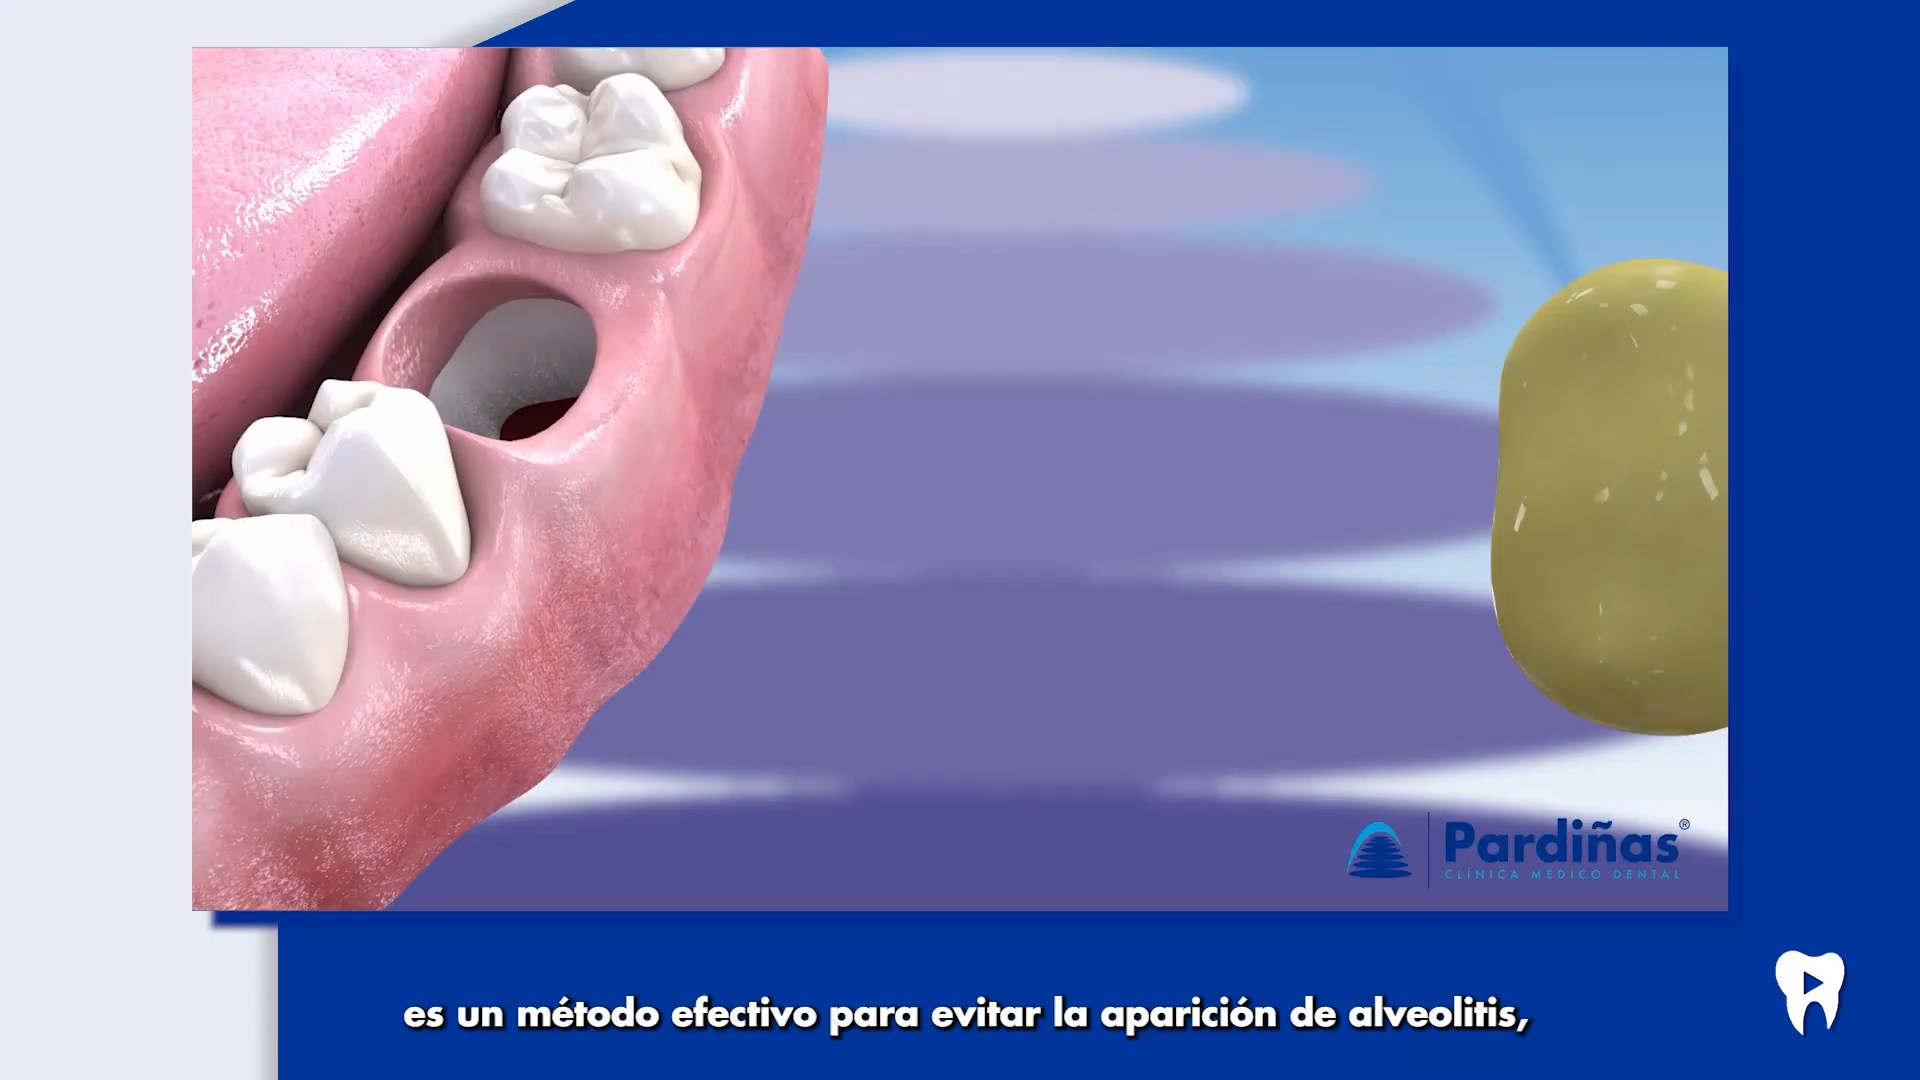 Pardiñas®
CLÍNICA MÉDICO DENTAL
es un método efectivo para evitar la aparición de alveolitis,